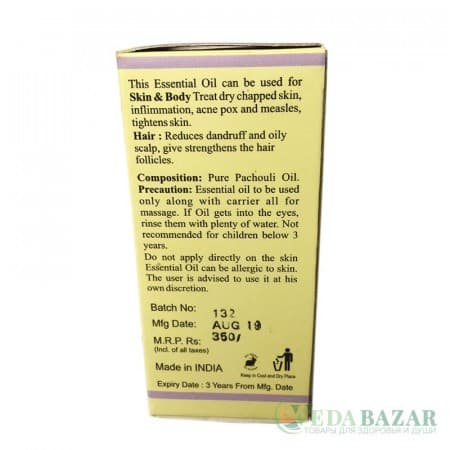 This Essential Oil can be used for
Skin & Body Treat dry chapped skin,
inflimmation, acne pox and measles,
tightens skin.
Hair : Reduces dandruff and oily
scalp, give strengthens the hair
follicles.
Composition: Pure Pachouli Oil.
Precaution: Essential oil to be used
only along with carrier all for
massage. If Oil gets into the eyes,
rinse them with plenty of water. Not
recommended for children below 3
years.
Do not apply directly on the skin
Essential Oil can be allergic to skin.
The user is advised to use it at his
own discretion.
Batch No: 132
Mfg Date: AUG 19
M.R.P. Rs: 350/
(Incl. of all taxes)
Made in INDIA
Keep in Cool and Dry Place
Expiry Date : 3 Years From Mfg. Date
VEDA BAZAR
ТОВАРЫ ДЛЯ ЗДОРОВЬЯ И ДУШИ